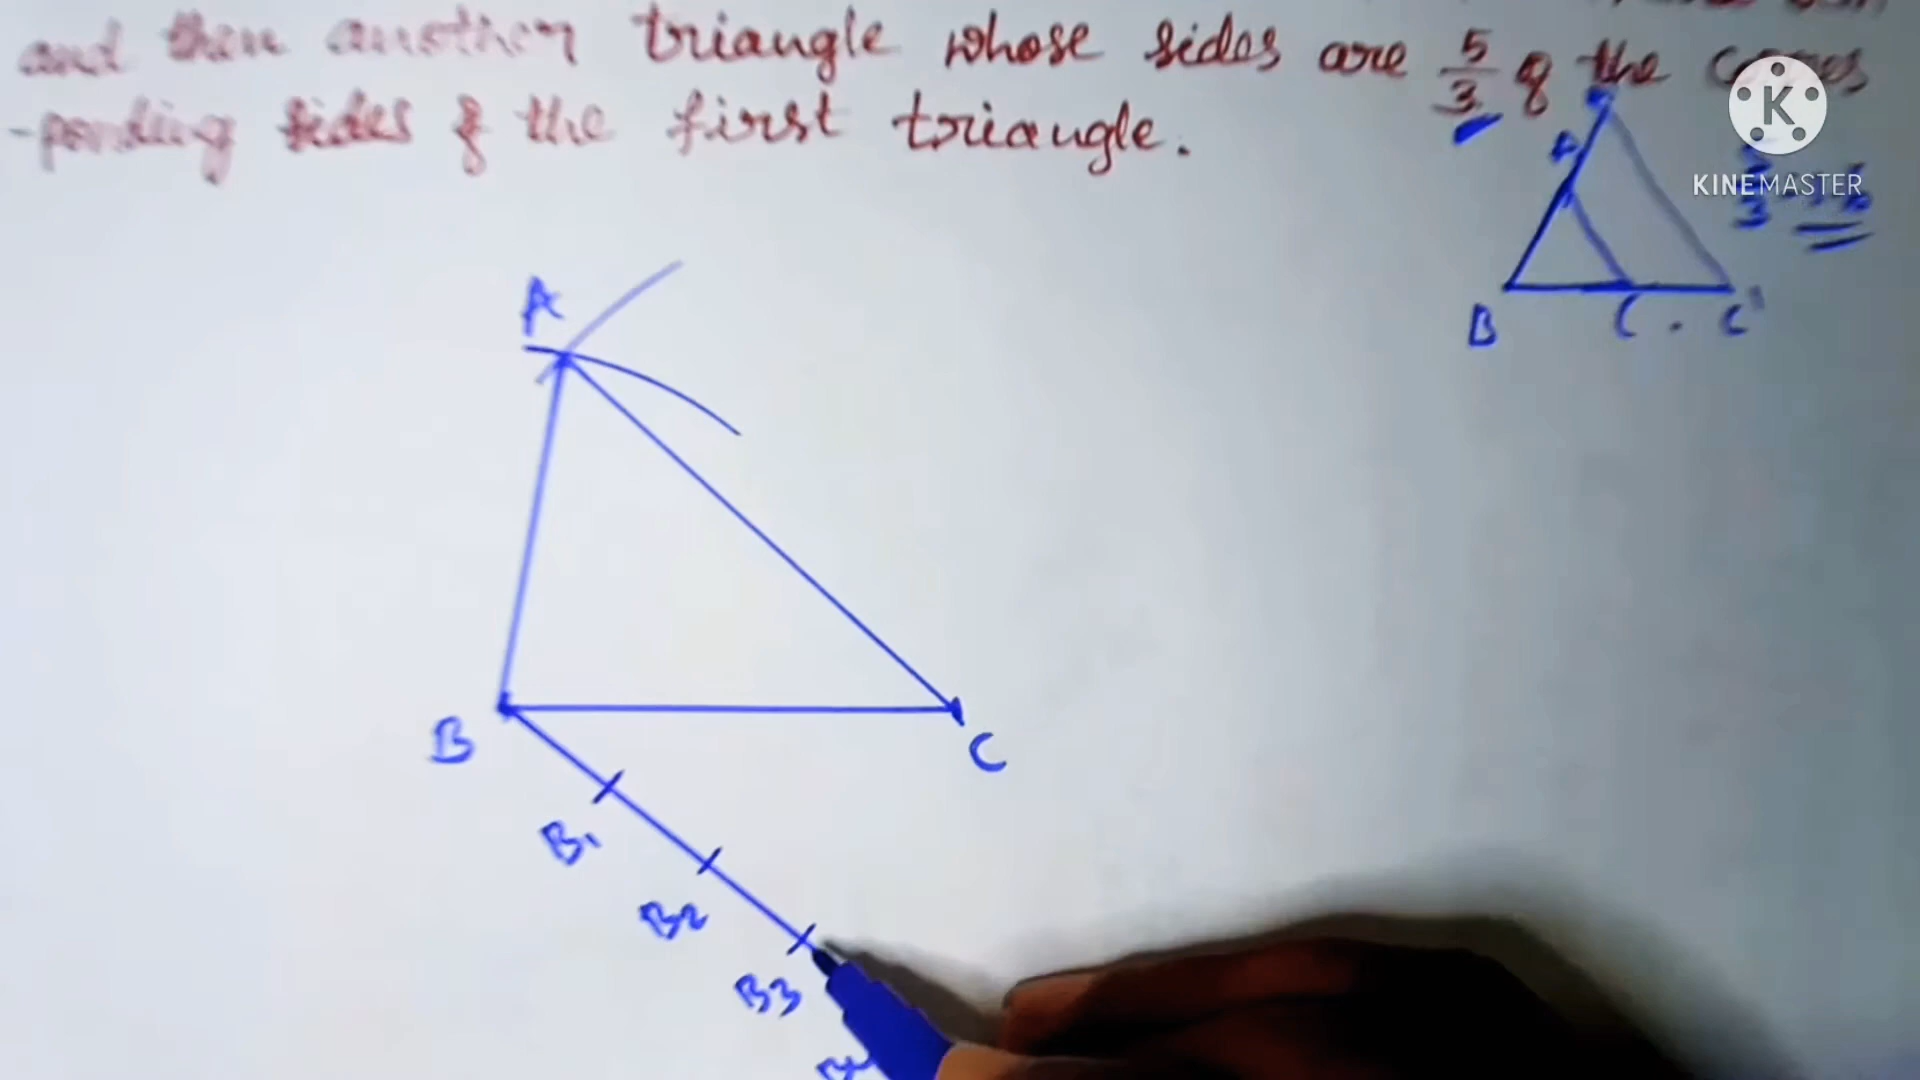 and then another triangle whose sides are 5/3 of the corres
-ponding sides of the first triangle.
K
KINEMASTER
A
B C . C'
A
B
C
B1
B2
B3